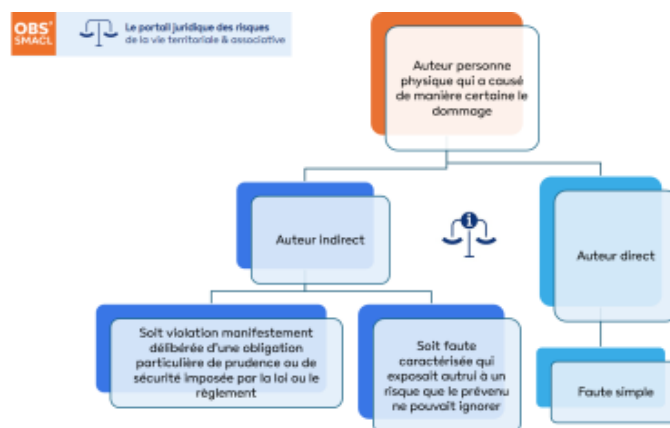 OBS'
SMACL
Le portail juridique des risques
de la vie territoriale & associative
Auteur personne
physique qui a causé
de manière certaine le
dommage
Auteur indirect
i
Auteur direct
Soit violation manifestement
délibérée d'une obligation
particulière de prudence ou de
sécurité imposée par la loi ou le
règlement
Soit faute
caractérisée qui
exposait autrui à un
risque que le prévenu
ne pouvait ignorer
Faute simple